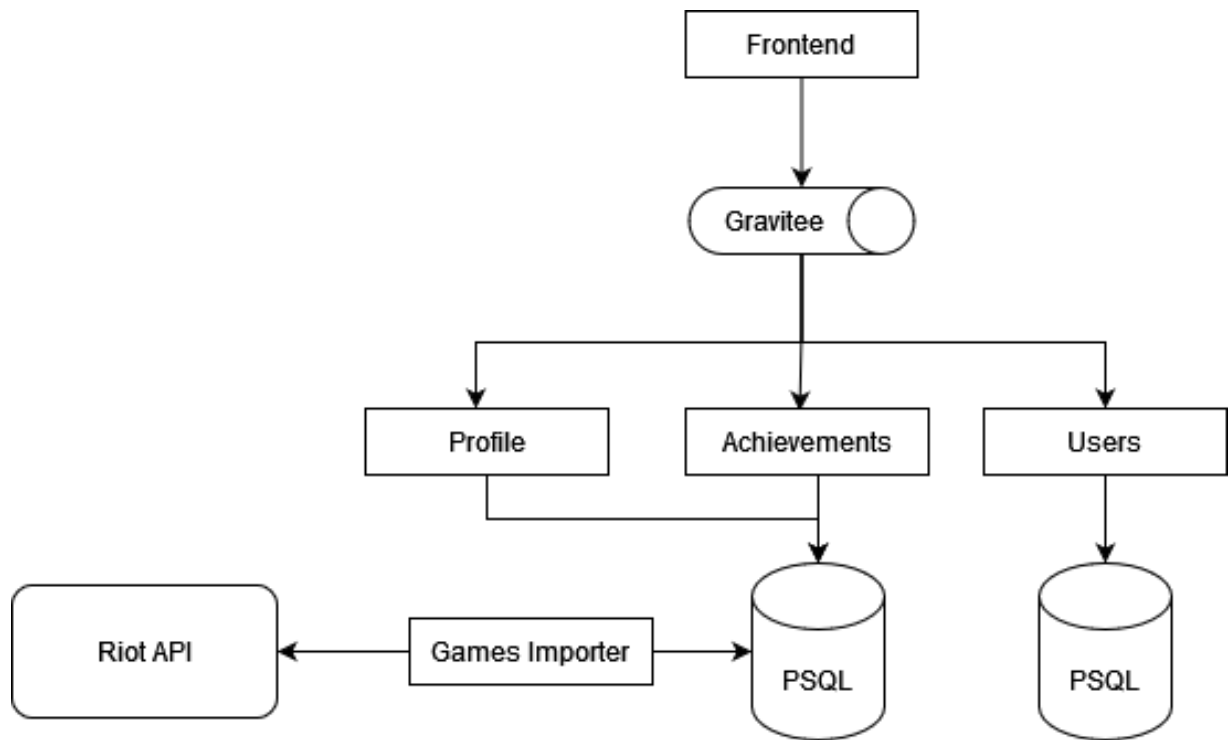 Frontend
Gravitee
Profile
Achievements
Users
Riot API
Games Importer
PSQL
PSQL